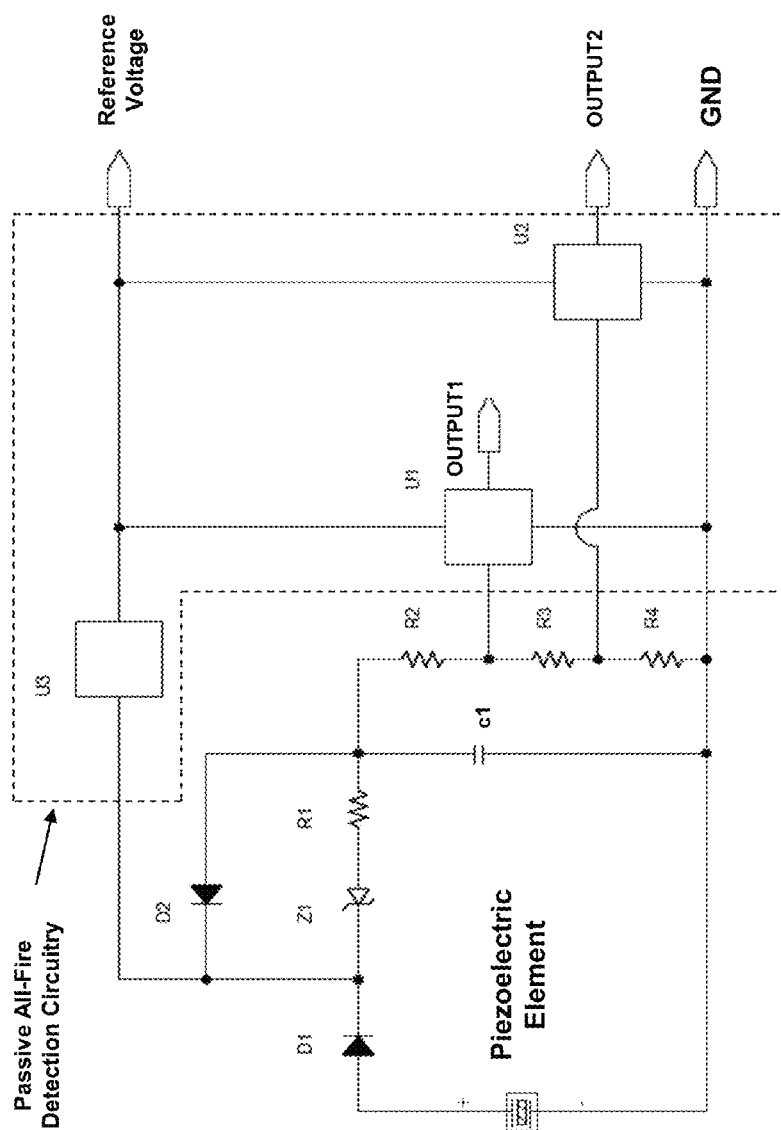 Passive All-Fire
Detection Circuitry
U3
Reference
Voltage
D2
D1
Z1
R1
R2
R3
R4
c1
U1
OUTPUT1
U2
OUTPUT2
GND
+
-
Piezoelectric
Element